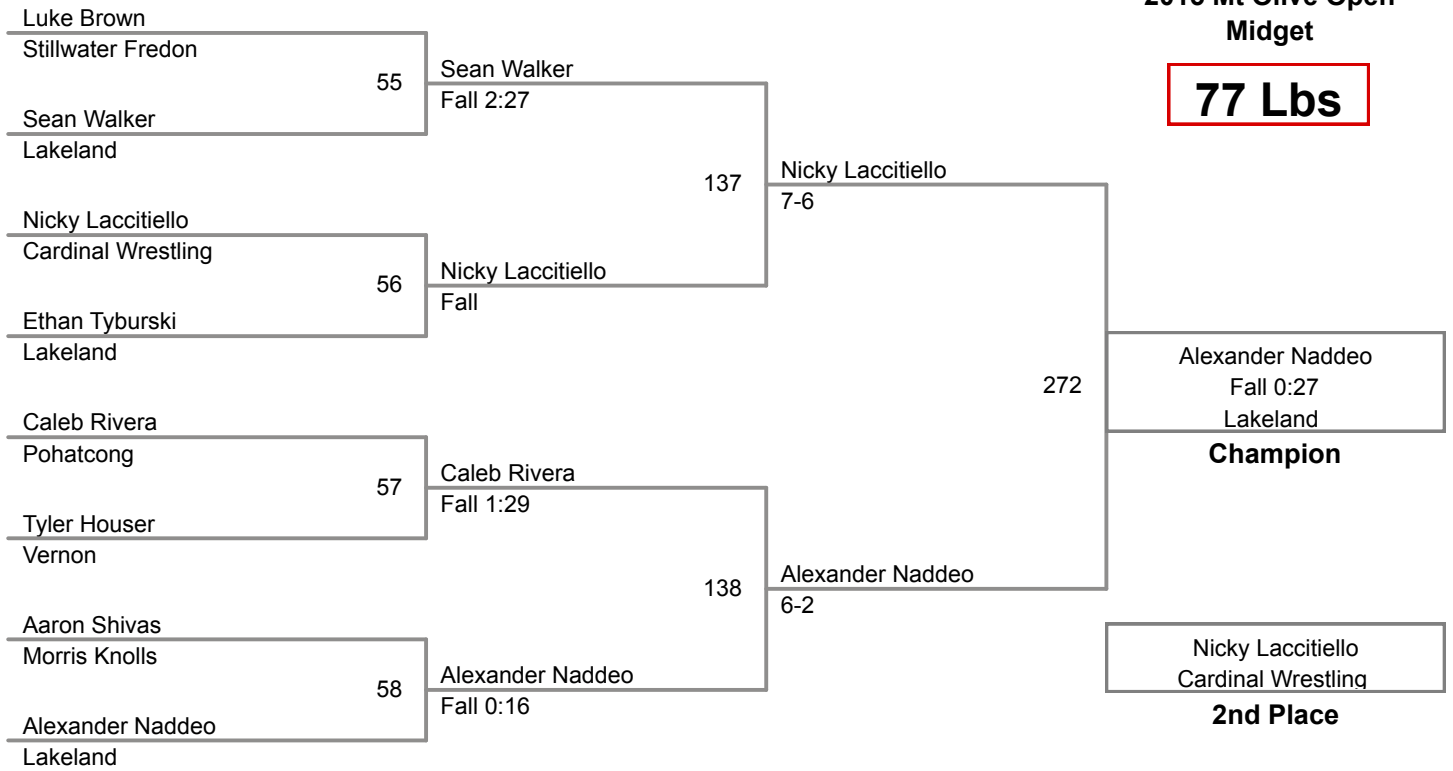 Midget
77 Lbs
Luke Brown
Stillwater Fredon
55
Sean Walker
Lakeland
Sean Walker
Fall 2:27
137
Nicky Laccitiello
Cardinal Wrestling
56
Ethan Tyburski
Lakeland
Nicky Laccitiello
Fall
Nicky Laccitiello
7-6
272
Caleb Rivera
Pohatcong
57
Tyler Houser
Vernon
Caleb Rivera
Fall 1:29
138
Aaron Shivas
Morris Knolls
58
Alexander Naddeo
Lakeland
Alexander Naddeo
Fall 0:16
Alexander Naddeo
6-2
Alexander Naddeo
Fall 0:27
Lakeland
Champion
Nicky Laccitiello
Cardinal Wrestling
2nd Place